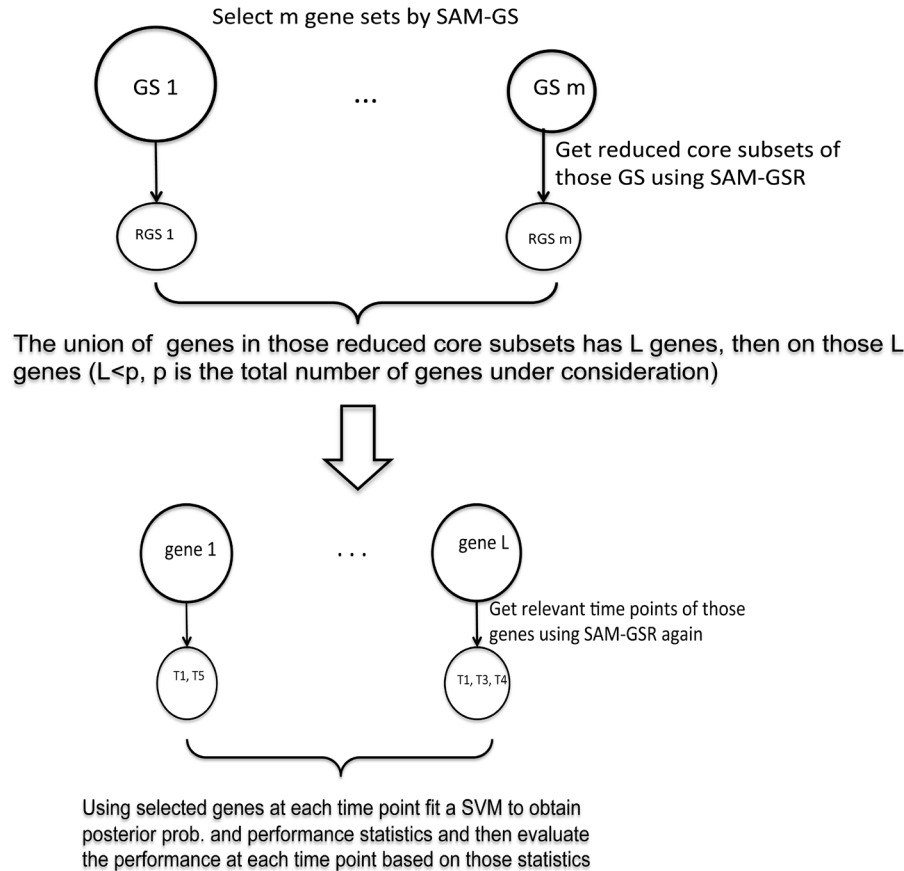 Select m gene sets by SAM-GS
GS 1
...
GS m
Get reduced core subsets of
those GS using SAM-GSR
RGS 1
RGS m
The union of genes in those reduced core subsets has L genes, then on those L
genes (L<p, p is the total number of genes under consideration)
gene 1
. . .
gene L
Get relevant time points of those
genes using SAM-GSR again
T1, T5
T1, T3, T4
Using selected genes at each time point fit a SVM to obtain
posterior prob. and performance statistics and then evaluate
the performance at each time point based on those statistics